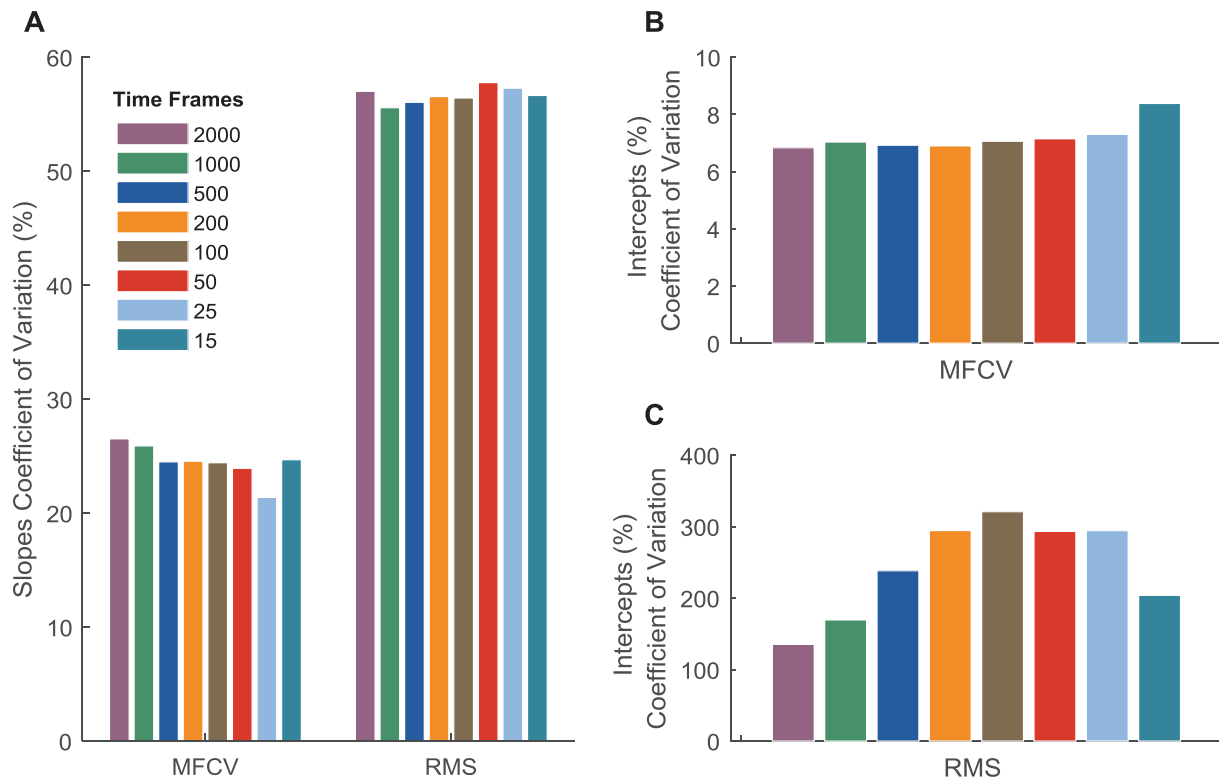 A
Slopes Coefficient of Variation (%)
60
50
40
30
20
10
0
Time Frames
2000
1000
500
200
100
50
25
15
MFCV
RMS
B
Intercepts (%)
Coefficient of Variation
10
8
6
4
2
0
MFCV
C
Intercepts (%)
Coefficient of Variation
400
300
200
100
0
RMS